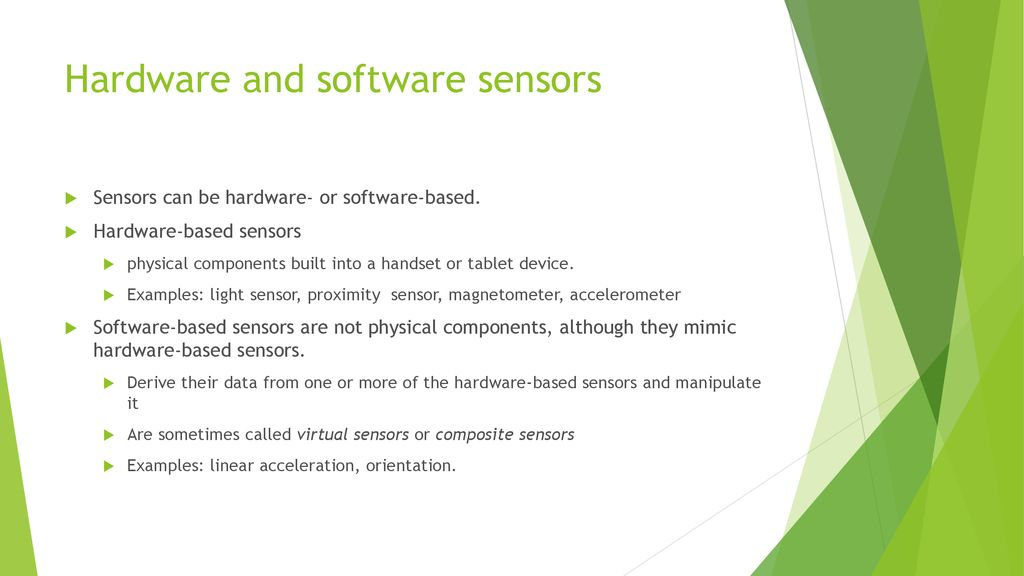 Hardware and software sensors
Sensors can be hardware- or software-based.
Hardware-based sensors
physical components built into a handset or tablet device.
Examples: light sensor, proximity  sensor, magnetometer, accelerometer
Software-based sensors are not physical components, although they mimic
hardware-based sensors.
Derive their data from one or more of the hardware-based sensors and manipulate
it
Are sometimes called virtual sensors or composite sensors
Examples: linear acceleration, orientation.